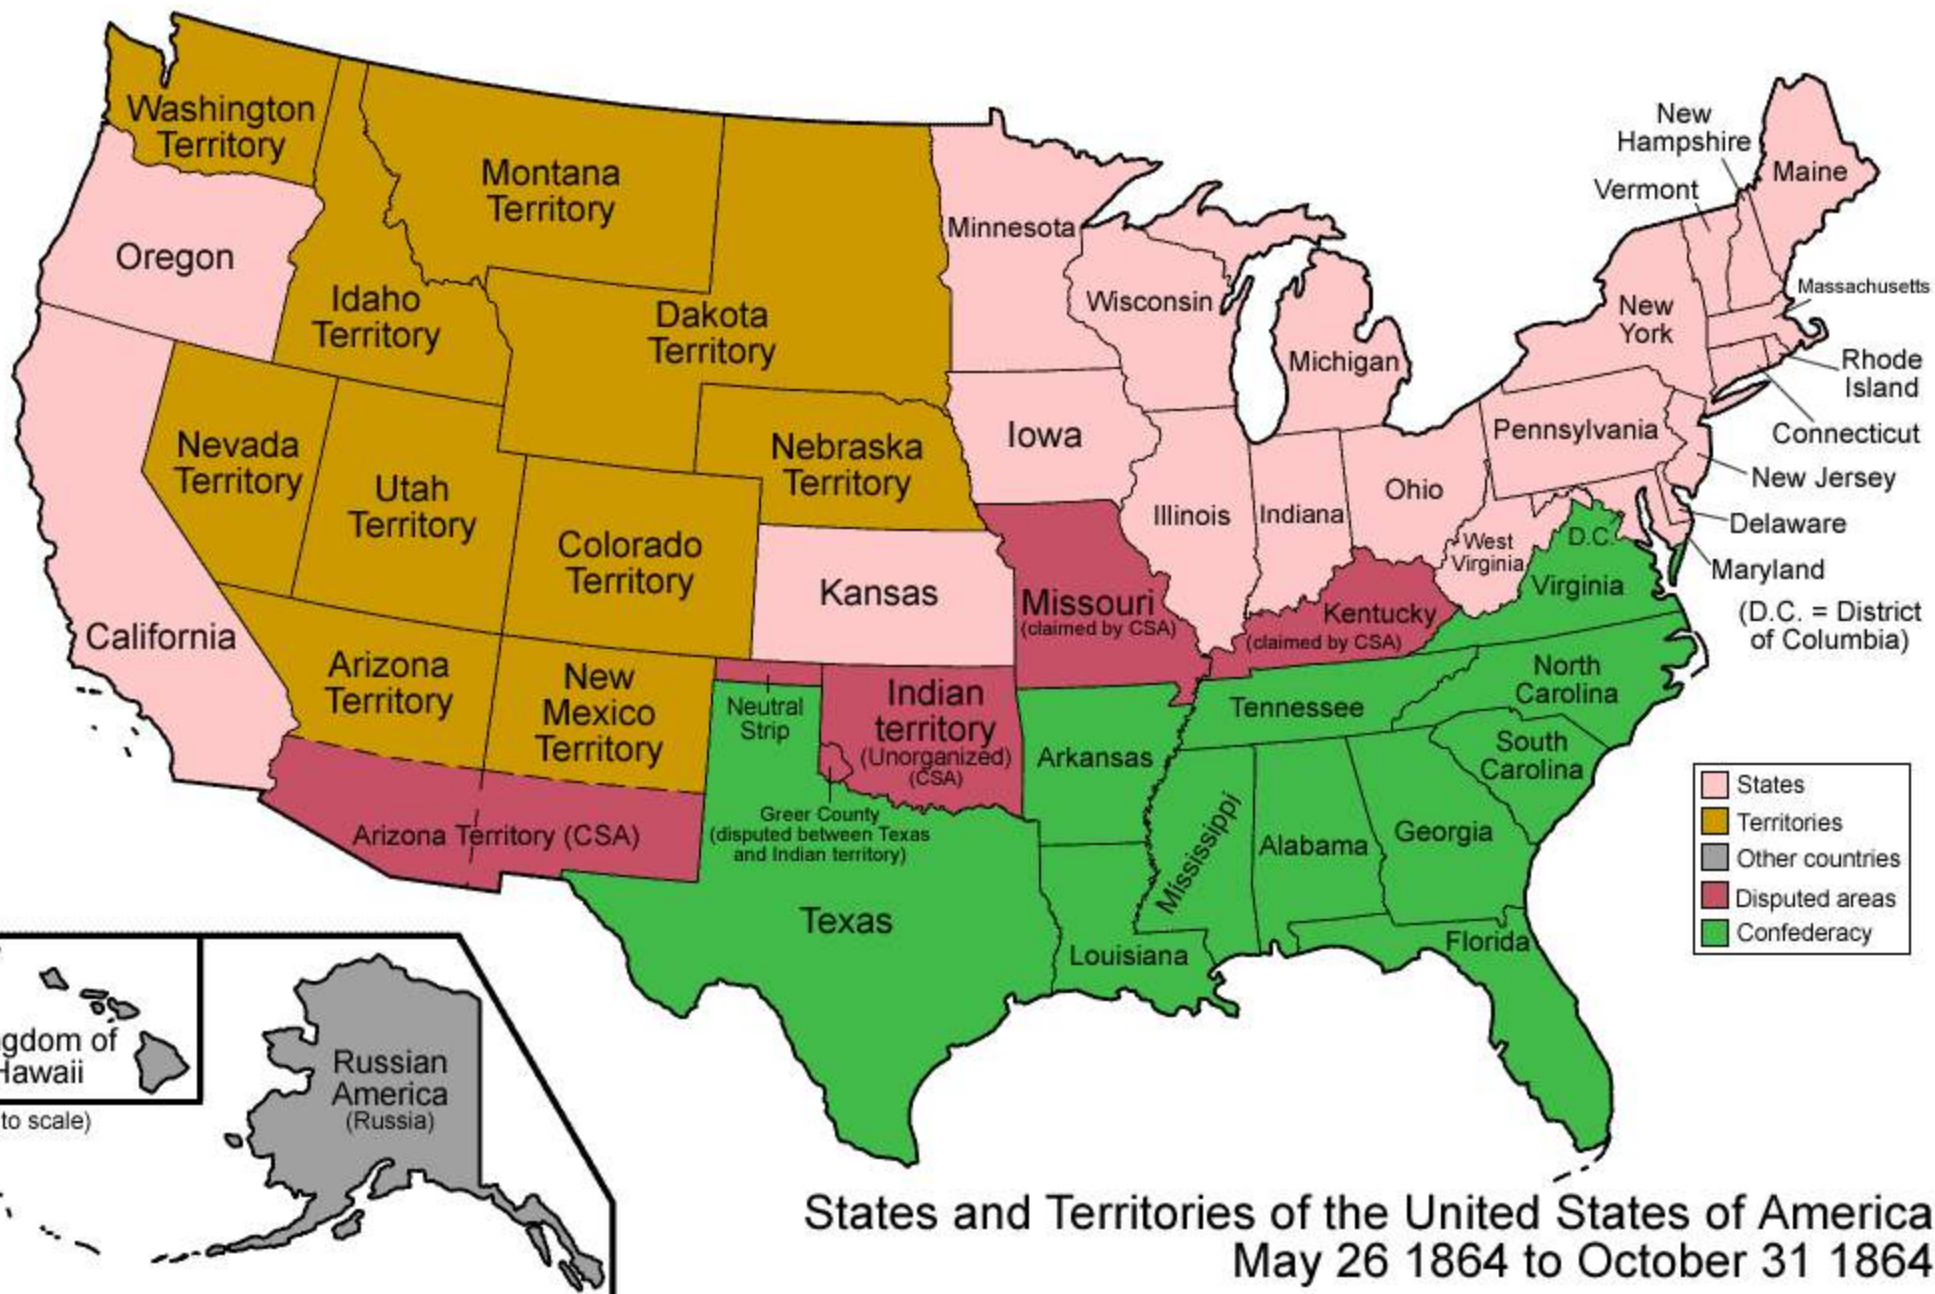 Washington
Territory
Montana
Territory
Oregon
Idaho
Territory
Dakota
Territory
Minnesota
Wisconsin
Michigan
New
Hampshire
Vermont
Maine
Massachusetts
New
York
Rhode
Island
Connecticut
New Jersey
Delaware
Maryland
(D.C. = District
of Columbia)
Pennsylvania
Nevada
Territory
Utah
Territory
Nebraska
Territory
Iowa
Illinois
Indiana
Ohio
West
Virginia
D.C.
Virginia
Colorado
Territory
Kansas
Missouri
(claimed by CSA)
Kentucky
(claimed by CSA)
California
Arizona
Territory
New
Mexico
Territory
Neutral
Strip
Indian
territory
(Unorganized)
(CSA)
Arkansas
Tennessee
North
Carolina
South
Carolina
Arizona Territory (CSA)
Greer County
(disputed between Texas
and Indian territory)
Mississippi
Alabama
Georgia
Texas
Louisiana
Florida
States
Territories
Other countries
Disputed areas
Confederacy
gdom of
Hawaii
to scale)
Russian
America
(Russia)
States and Territories of the United States of America
May 26 1864 to October 31 1864